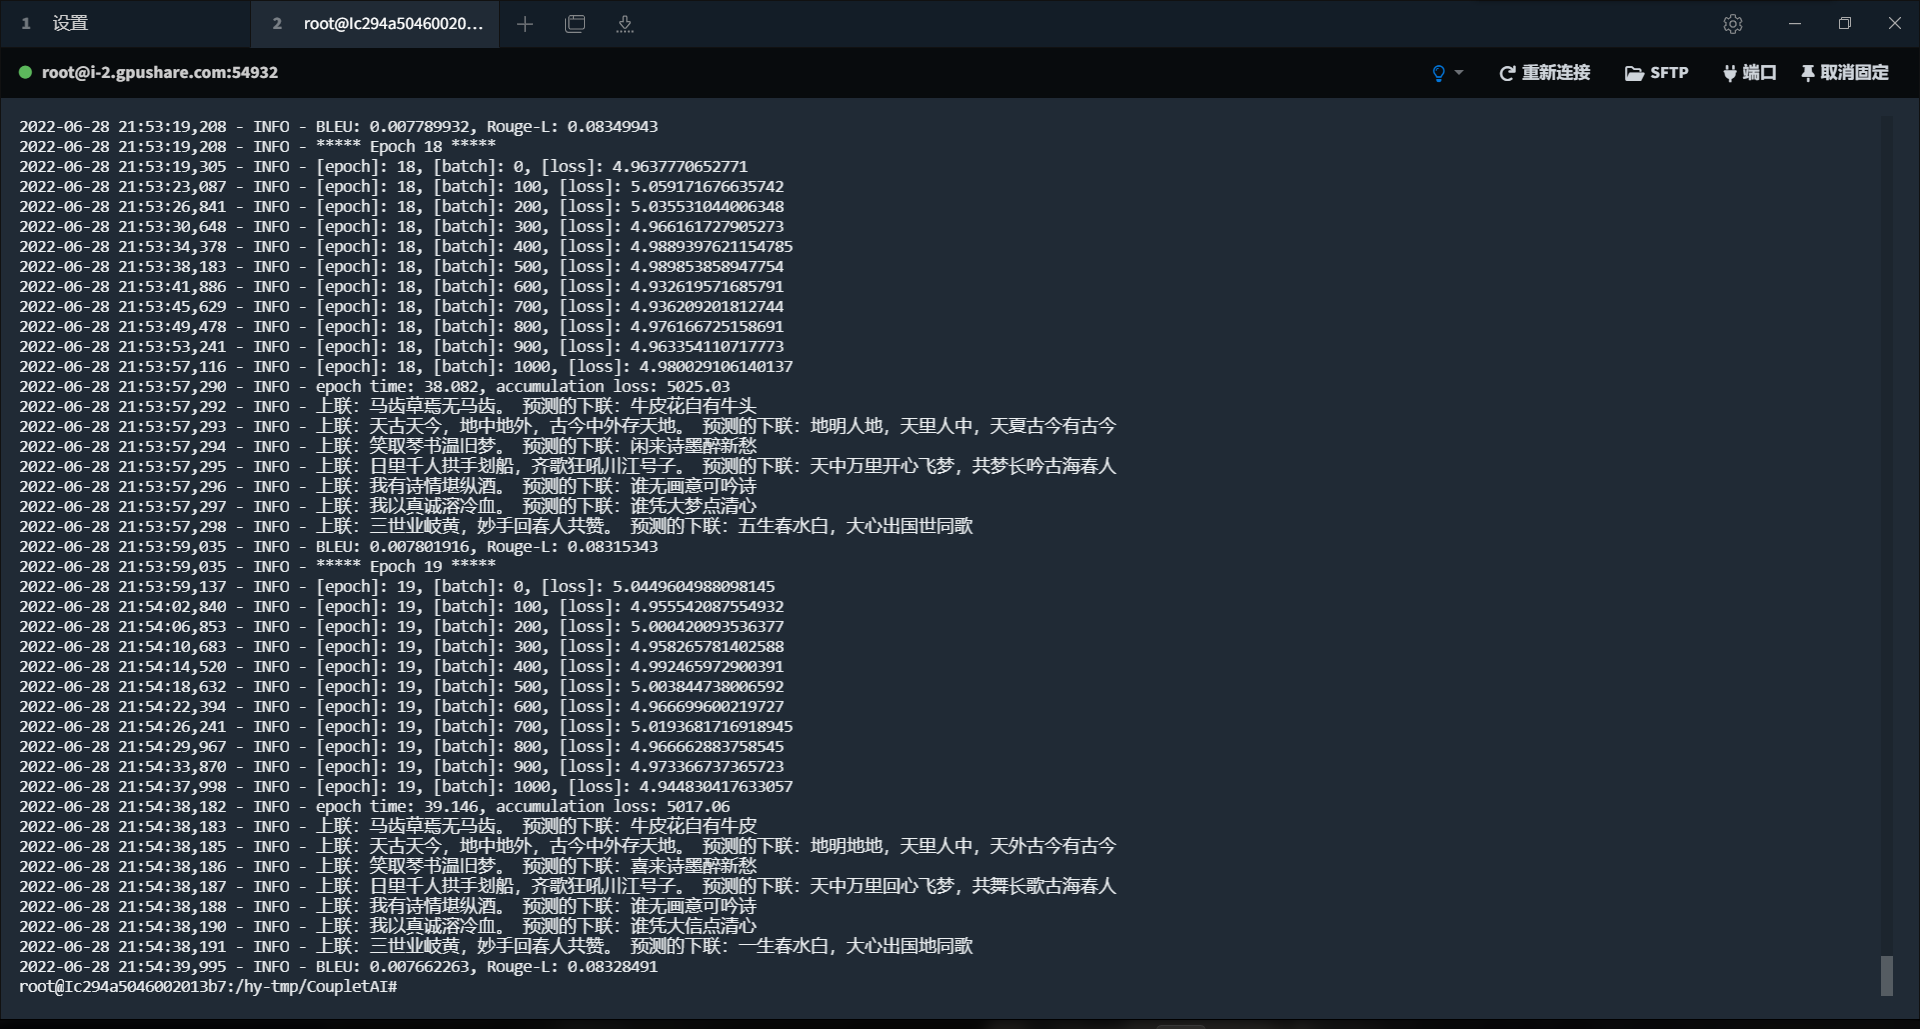 1 设置 2 root@Ic294a50460020...
root@i-2.gpushare.com:54932 重新连接 SFTP 端口 取消固定
2022-06-28 21:53:19,208 - INFO - BLEU: 0.007789932, Rouge-L: 0.08349943
2022-06-28 21:53:19,208 - INFO - ***** Epoch 18 *****
2022-06-28 21:53:19,305 - INFO - [epoch]: 18, [batch]: 0, [loss]: 4.9637770652771
2022-06-28 21:53:23,087 - INFO - [epoch]: 18, [batch]: 100, [loss]: 5.059171676635742
2022-06-28 21:53:26,841 - INFO - [epoch]: 18, [batch]: 200, [loss]: 5.035531044006348
2022-06-28 21:53:30,648 - INFO - [epoch]: 18, [batch]: 300, [loss]: 4.966161727905273
2022-06-28 21:53:34,378 - INFO - [epoch]: 18, [batch]: 400, [loss]: 4.9889397621154785
2022-06-28 21:53:38,183 - INFO - [epoch]: 18, [batch]: 500, [loss]: 4.989853858947754
2022-06-28 21:53:41,886 - INFO - [epoch]: 18, [batch]: 600, [loss]: 4.932619571685791
2022-06-28 21:53:45,629 - INFO - [epoch]: 18, [batch]: 700, [loss]: 4.936209201812744
2022-06-28 21:53:49,478 - INFO - [epoch]: 18, [batch]: 800, [loss]: 4.976166725158691
2022-06-28 21:53:53,241 - INFO - [epoch]: 18, [batch]: 900, [loss]: 4.963354110717773
2022-06-28 21:53:57,116 - INFO - [epoch]: 18, [batch]: 1000, [loss]: 4.980029106140137
2022-06-28 21:53:57,290 - INFO - epoch time: 38.082, accumulation loss: 5025.03
2022-06-28 21:53:57,292 - INFO - 上联：马齿草焉无马齿。 预测的下联：牛皮花自有牛头
2022-06-28 21:53:57,293 - INFO - 上联：天古天今，地中地外，古今中外存天地。 预测的下联：地明人地，天里人中，天夏古今有古今
2022-06-28 21:53:57,294 - INFO - 上联：笑取琴书温旧梦。 预测的下联：闲来诗墨醉新愁
2022-06-28 21:53:57,295 - INFO - 上联：日里千人拱手划船，齐歌狂吼川江号子。 预测的下联：天中万里开心飞梦，共梦长吟古海春人
2022-06-28 21:53:57,296 - INFO - 上联：我有诗情堪纵酒。 预测的下联：谁无画意可吟诗
2022-06-28 21:53:57,297 - INFO - 上联：我以真诚溶冷血。 预测的下联：谁凭大梦点清心
2022-06-28 21:53:57,298 - INFO - 上联：三世业岐黄，妙手回春人共赞。 预测的下联：五生春水白，大心出国世同歌
2022-06-28 21:53:59,035 - INFO - BLEU: 0.007801916, Rouge-L: 0.08315343
2022-06-28 21:53:59,035 - INFO - ***** Epoch 19 *****
2022-06-28 21:53:59,137 - INFO - [epoch]: 19, [batch]: 0, [loss]: 5.0449604988098145
2022-06-28 21:54:02,840 - INFO - [epoch]: 19, [batch]: 100, [loss]: 4.955542087554932
2022-06-28 21:54:06,853 - INFO - [epoch]: 19, [batch]: 200, [loss]: 5.000420093536377
2022-06-28 21:54:10,683 - INFO - [epoch]: 19, [batch]: 300, [loss]: 4.958265781402588
2022-06-28 21:54:14,520 - INFO - [epoch]: 19, [batch]: 400, [loss]: 4.992465972900391
2022-06-28 21:54:18,632 - INFO - [epoch]: 19, [batch]: 500, [loss]: 5.003844738006592
2022-06-28 21:54:22,394 - INFO - [epoch]: 19, [batch]: 600, [loss]: 4.966699600219727
2022-06-28 21:54:26,241 - INFO - [epoch]: 19, [batch]: 700, [loss]: 5.0193681716918945
2022-06-28 21:54:29,967 - INFO - [epoch]: 19, [batch]: 800, [loss]: 4.966662883758545
2022-06-28 21:54:33,870 - INFO - [epoch]: 19, [batch]: 900, [loss]: 4.973366737365723
2022-06-28 21:54:37,998 - INFO - [epoch]: 19, [batch]: 1000, [loss]: 4.944830417633057
2022-06-28 21:54:38,182 - INFO - epoch time: 39.146, accumulation loss: 5017.06
2022-06-28 21:54:38,183 - INFO - 上联：马齿草焉无马齿。 预测的下联：牛皮花自有牛皮
2022-06-28 21:54:38,185 - INFO - 上联：天古天今，地中地外，古今中外存天地。 预测的下联：地明地地，天里人中，天外古今有古今
2022-06-28 21:54:38,186 - INFO - 上联：笑取琴书温旧梦。 预测的下联：喜来诗墨醉新愁
2022-06-28 21:54:38,187 - INFO - 上联：日里千人拱手划船，齐歌狂吼川江号子。 预测的下联：天中万里回心飞梦，共舞长歌古海春人
2022-06-28 21:54:38,188 - INFO - 上联：我有诗情堪纵酒。 预测的下联：谁无画意可吟诗
2022-06-28 21:54:38,190 - INFO - 上联：我以真诚溶冷血。 预测的下联：谁凭大信点清心
2022-06-28 21:54:38,191 - INFO - 上联：三世业岐黄，妙手回春人共赞。 预测的下联：一生春水白，大心出国地同歌
2022-06-28 21:54:39,995 - INFO - BLEU: 0.007662263, Rouge-L: 0.08328491
root@Ic294a5046002013b7:/hy-tmp/CoupletAI#